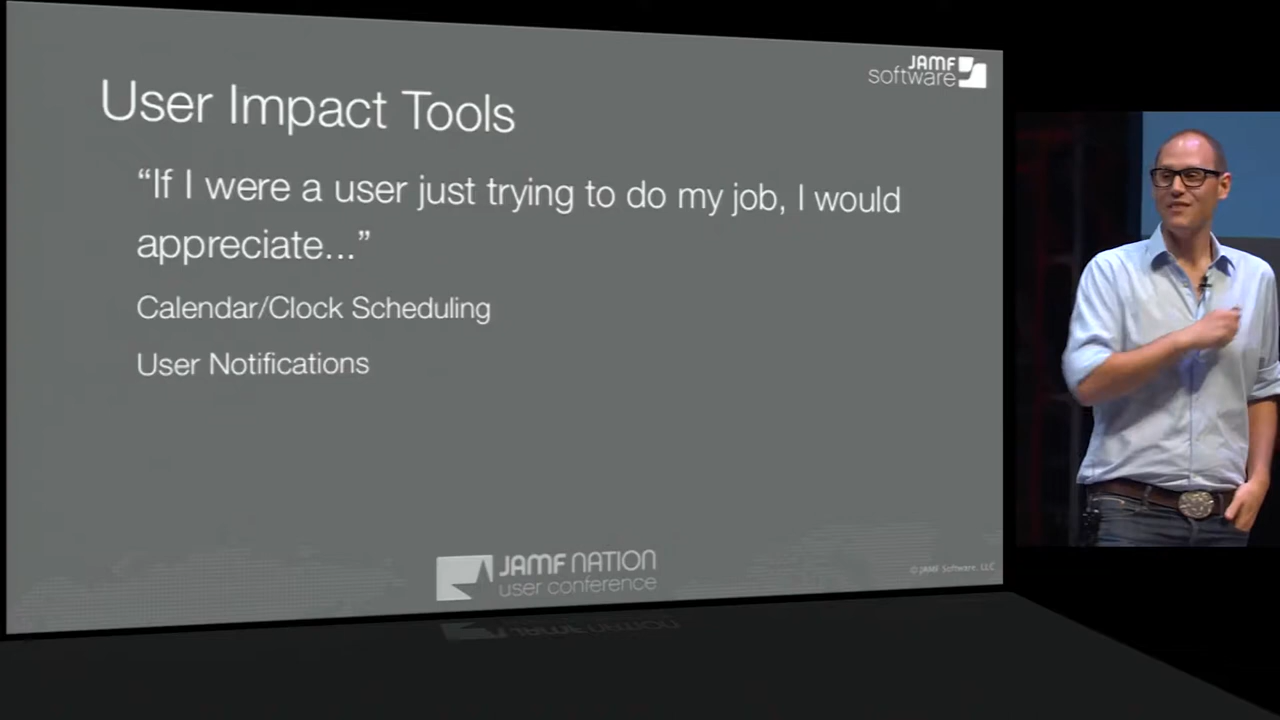 JAMF
software
User Impact Tools
“If I were a user just trying to do my job, I would
appreciate...”
Calendar/Clock Scheduling
User Notifications
JAMF NATION
user conference
© JAMF Software, LLC